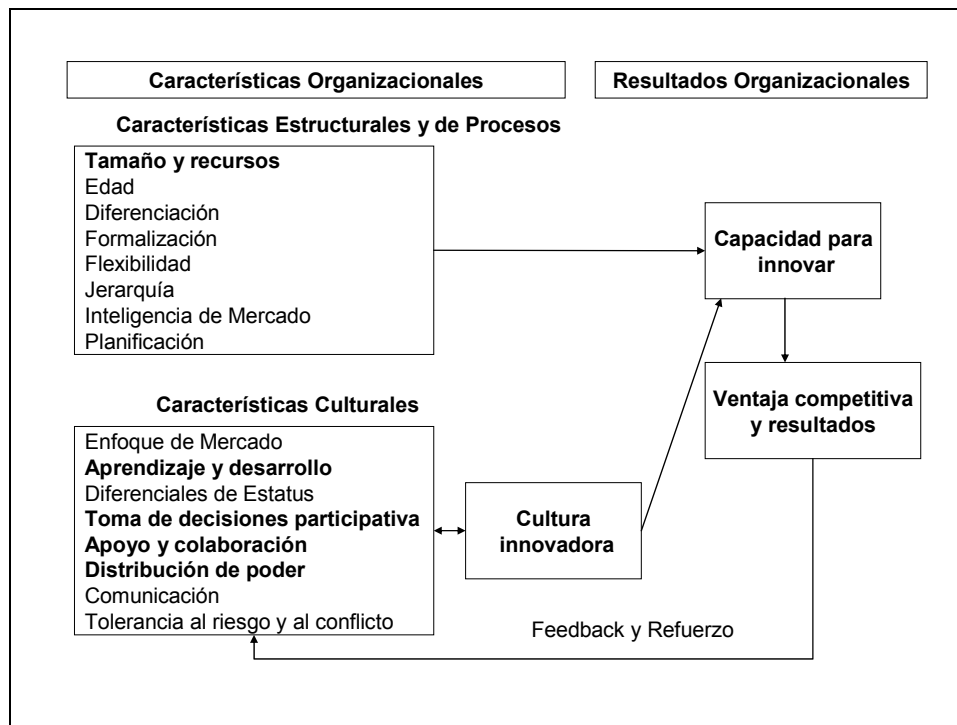 Características Organizacionales
Resultados Organizacionales
Características Estructurales y de Procesos
Tamaño y recursos
Edad
Diferenciación
Formalización
Flexibilidad
Jerarquía
Inteligencia de Mercado
Planificación
Capacidad para
innovar
Ventaja competitiva
y resultados
Características Culturales
Enfoque de Mercado
Aprendizaje y desarrollo
Diferenciales de Estatus
Toma de decisiones participativa
Apoyo y colaboración
Distribución de poder
Comunicación
Tolerancia al riesgo y al conflicto
Cultura
innovadora
Feedback y Refuerzo